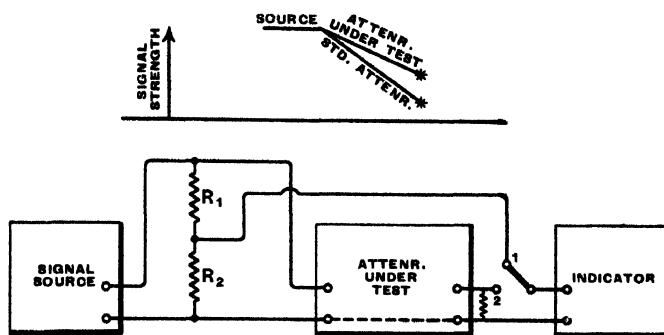 SOURCE
ATTENR.
UNDER TEST
STD. ATTENR.
SIGNAL
STRENGTH
R1
R2
SIGNAL
SOURCE
ATTENR.
UNDER
TEST
1
2
INDICATOR